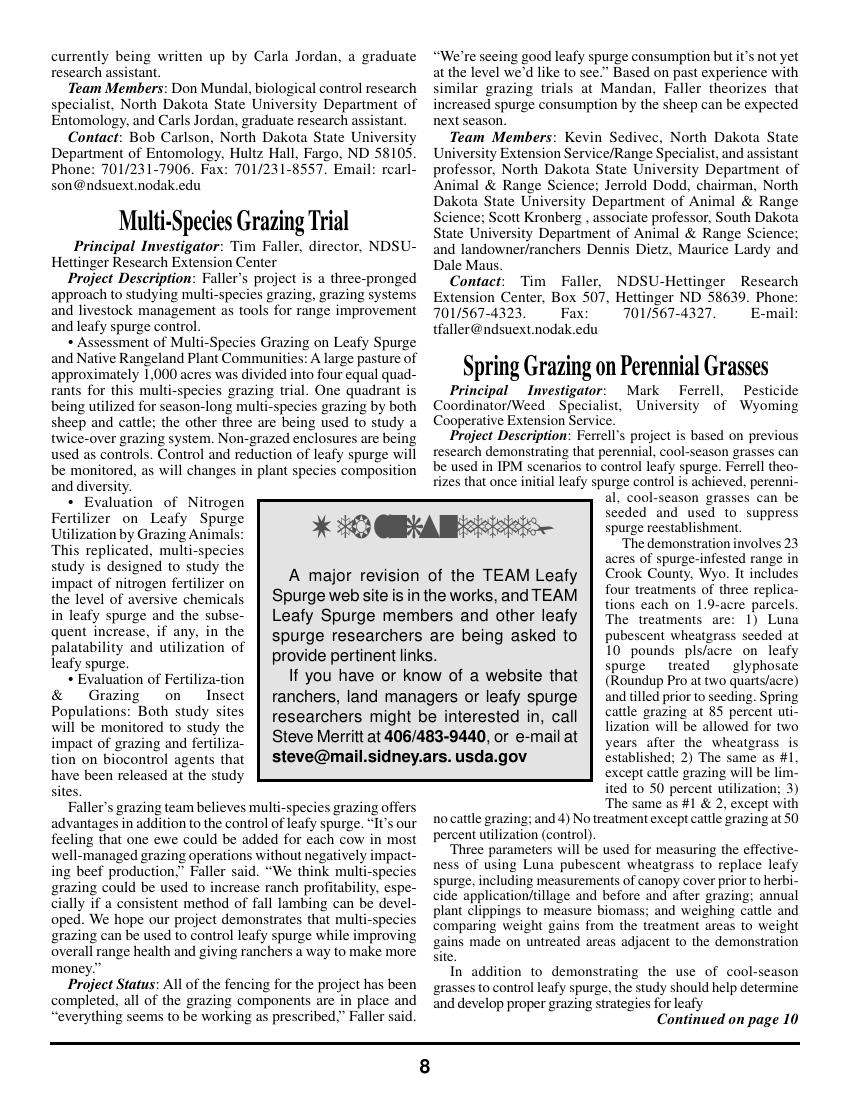 currently being written up by Carla Jordan, a graduate
research assistant.
Team Members: Don Mundal, biological control research
specialist, North Dakota State University Department of
Entomology, and Carls Jordan, graduate research assistant.
Contact: Bob Carlson, North Dakota State University
Department of Entomology, Hultz Hall, Fargo, ND 58105.
Phone: 701/231-7906. Fax: 701/231-8557. Email: rcarl-
son@ndsuext.nodak.edu
Multi-Species Grazing Trial
Principal Investigator: Tim Faller, director, NDSU-
Hettinger Research Extension Center
Project Description: Faller's project is a three-pronged
approach to studying multi-species grazing, grazing systems
and livestock management as tools for range improvement
and leafy spurge control.
• Assessment of Multi-Species Grazing on Leafy Spurge
and Native Rangeland Plant Communities: A large pasture of
approximately 1,000 acres was divided into four equal quad-
rants for this multi-species grazing trial. One quadrant is
being utilized for season-long multi-species grazing by both
sheep and cattle; the other three are being used to study a
twice-over grazing system. Non-grazed enclosures are being
used as controls. Control and reduction of leafy spurge will
be monitored, as will changes in plant species composition
and diversity.
• Evaluation of Nitrogen
Fertilizer on Leafy Spurge
Utilization by Grazing Animals:
This replicated, multi-species
study is designed to study the
impact of nitrogen fertilizer on
the level of aversive chemicals
in leafy spurge and the subse-
quent increase, if any, in the
palatability and utilization of
leafy spurge.
• Evaluation of Fertiliza-tion
& Grazing on Insect
Populations: Both study sites
will be monitored to study the
impact of grazing and fertiliza-
tion on biocontrol agents that
have been released at the study
sites.
Faller's grazing team believes multi-species grazing offers
advantages in addition to the control of leafy spurge. "It's our
feeling that one ewe could be added for each cow in most
well-managed grazing operations without negatively impact-
ing beef production," Faller said. "We think multi-species
grazing could be used to increase ranch profitability, espe-
cially if a consistent method of fall lambing can be devel-
oped. We hope our project demonstrates that multi-species
grazing can be used to control leafy spurge while improving
overall range health and giving ranchers a way to make more
money."
Project Status: All of the fencing for the project has been
completed, all of the grazing components are in place and
"everything seems to be working as prescribed," Faller said.
"We're seeing good leafy spurge consumption but it's not yet
at the level we'd like to see." Based on past experience with
similar grazing trials at Mandan, Faller theorizes that
increased spurge consumption by the sheep can be expected
next season.
Team Members: Kevin Sedivec, North Dakota State
University Extension Service/Range Specialist, and assistant
professor, North Dakota State University Department of
Animal & Range Science; Jerrold Dodd, chairman, North
Dakota State University Department of Animal & Range
Science; Scott Kronberg , associate professor, South Dakota
State University Department of Animal & Range Science;
and landowner/ranchers Dennis Dietz, Maurice Lardy and
Dale Maus.
Contact: Tim Faller, NDSU-Hettinger Research
Extension Center, Box 507, Hettinger ND 58639. Phone:
701/567-4323. Fax: 701/567-4327. E-mail:
tfaller@ndsuext.nodak.edu
Spring Grazing on Perennial Grasses
Principal Investigator: Mark Ferrell, Pesticide
Coordinator/Weed Specialist, University of Wyoming
Cooperative Extension Service.
Project Description: Ferrell's project is based on previous
research demonstrating that perennial, cool-season grasses can
be used in IPM scenarios to control leafy spurge. Ferrell theo-
rizes that once initial leafy spurge control is achieved, perenni-
al, cool-season grasses can be
seeded and used to suppress
spurge reestablishment.
The demonstration involves 23
acres of spurge-infested range in
Crook County, Wyo. It includes
four treatments of three replica-
tions each on 1.9-acre parcels.
The treatments are: 1) Luna
pubescent wheatgrass seeded at
10 pounds pls/acre on leafy
spurge treated glyphosate
(Roundup Pro at two quarts/acre)
and tilled prior to seeding. Spring
cattle grazing at 85 percent uti-
lization will be allowed for two
years after the wheatgrass is
established; 2) The same as #1,
except cattle grazing will be lim-
ited to 50 percent utilization; 3)
The same as #1 & 2, except with
no cattle grazing; and 4) No treatment except cattle grazing at 50
percent utilization (control).
Three parameters will be used for measuring the effective-
ness of using Luna pubescent wheatgrass to replace leafy
spurge, including measurements of canopy cover prior to herbi-
cide application/tillage and before and after grazing; annual
plant clippings to measure biomass; and weighing cattle and
comparing weight gains from the treatment areas to weight
gains made on untreated areas adjacent to the demonstration
site.
In addition to demonstrating the use of cool-season
grasses to control leafy spurge, the study should help determine
and develop proper grazing strategies for leafy
Continued on page 10
A major revision of the TEAM Leafy
Spurge web site is in the works, and TEAM
Leafy Spurge members and other leafy
spurge researchers are being asked to
provide pertinent links.
If you have or know of a website that
ranchers, land managers or leafy spurge
researchers might be interested in, call
Steve Merritt at 406/483-9440, or e-mail at
steve@mail.sidney.ars. usda.gov
8